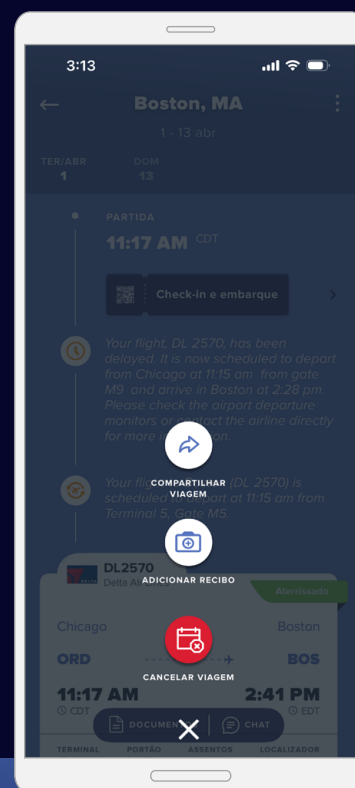 3:13
Boston, MA
1 - 13 abr
TER/ABR
1
DOM
13
PARTIDA
11:17 AM CDT
Check-in e embarque
Your flight, DL 2570, has been
delayed. It is now scheduled to depart
from Chicago at 11:15 am from gate
M9 and arrive in Boston at 2:28 pm.
Please check the airport departure
monitors or contact the airline directly
for more
COMPARTILHAR
VIAGEM
Your (DL 2570) is
scheduled to depart at 11:15 am from
Terminal 5, Gate M5.
ADICIONAR RECIBO
DL2570
DELTA
Delta
Aterrissado
Chicago
Boston
ORD
BOS
CANCELAR VIAGEM
11:17 AM
2:41 PM
CDT
EDT
CHAT
TERMINAL
PORTÃO
ASSENTOS
LOCALIZADOR